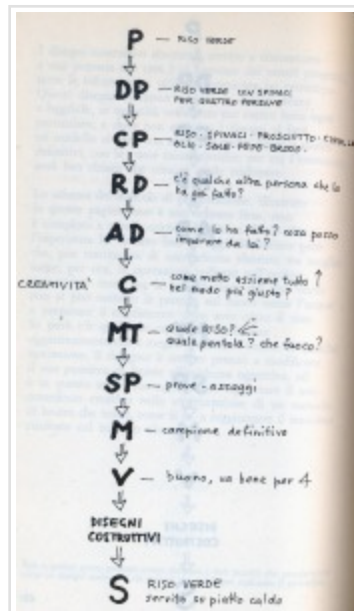 P — RISO VERDE
DP — RISO VERDE CON SPINACI
PER QUATTRO PERSONE
CP — RISO - SPINACI - PROSCIUTTO -
OLIO - SALE - PEPE - BRODO -
RD — c'è qualche altra persona che lo
ha già fatto?
AD — come lo ha fatto? cosa posso
imparare da lui?
CREATIVITA' C — come metto assieme tutto
nel modo più giusto?
MT — quale RISO?
quale pentola? che fuoco?
SP — prove - assaggi
M — campione definitivo
V — buono, va bene per 4
DISEGNI
COSTRUTTIVI
S RISO VERDE
servito su piatto caldo